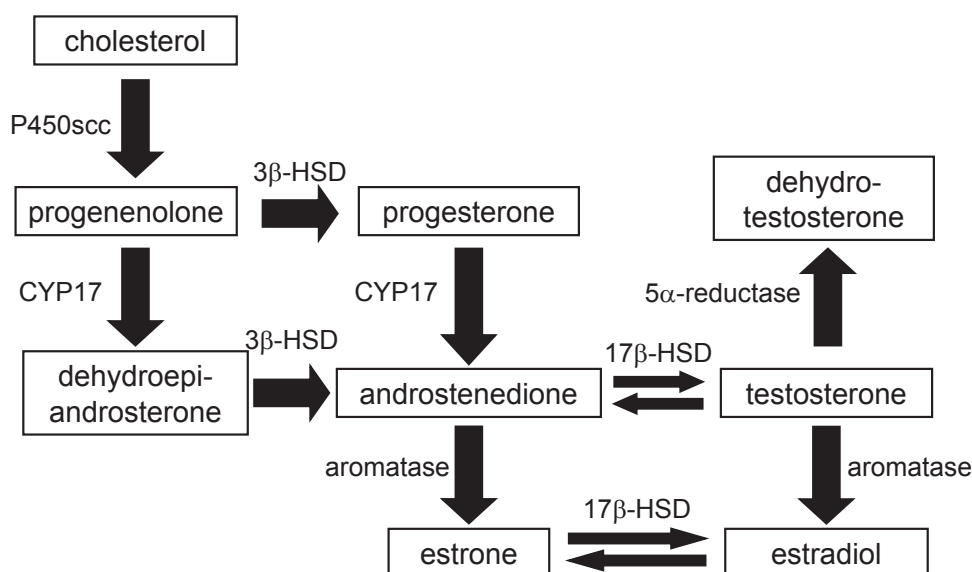 cholesterol
P450scc
3β-HSD
progenenolone
progesterone
dehydro-
testosterone
CYP17
CYP17
5α-reductase
3β-HSD
17β-HSD
dehydroepi-
androsterone
androstenedione
testosterone
aromatase
aromatase
17β-HSD
estrone
estradiol